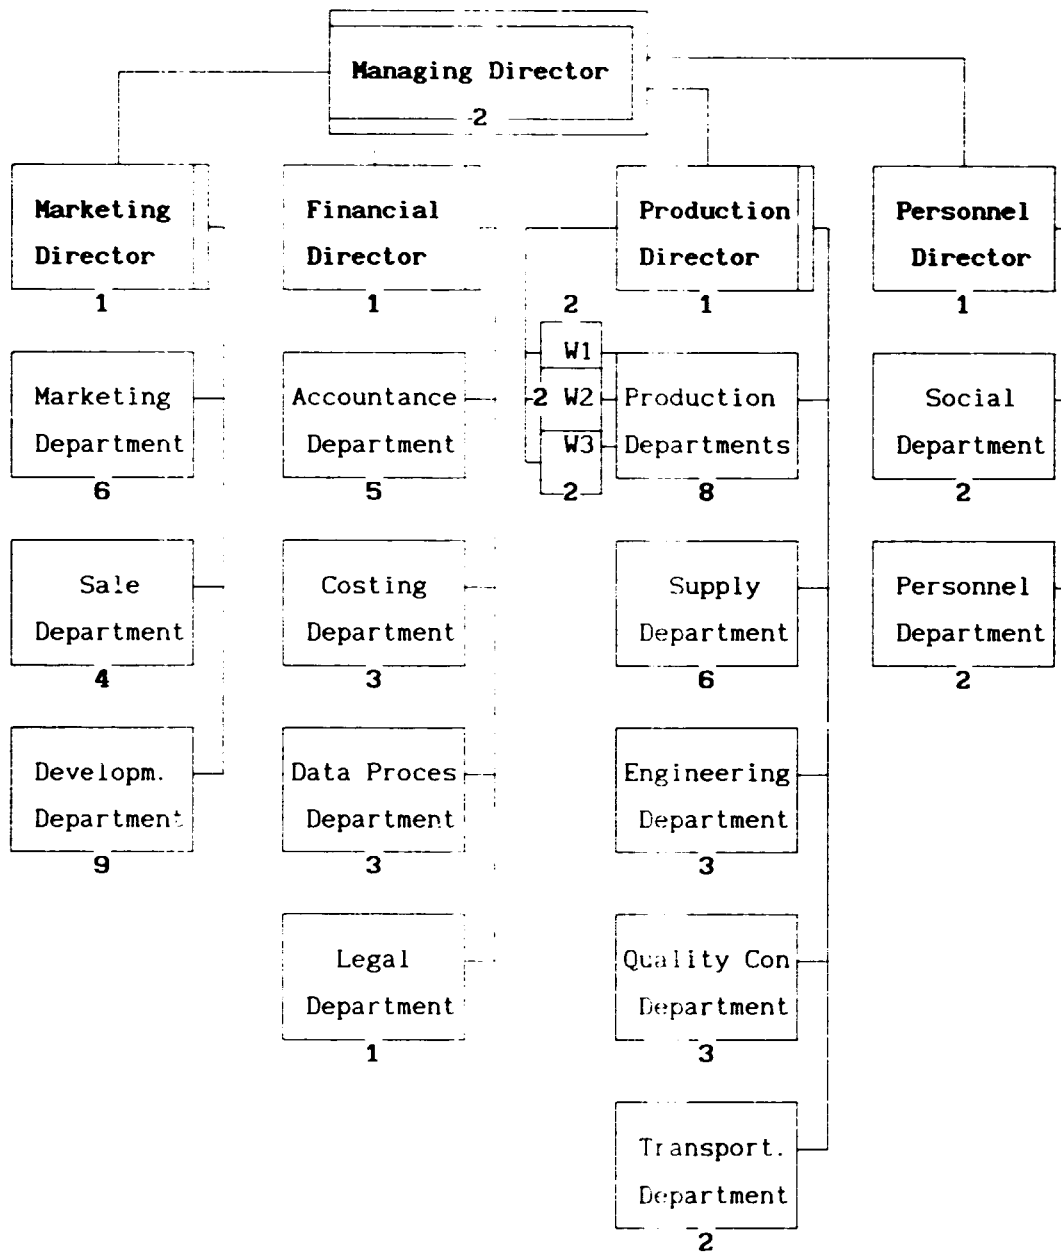 Managing Director
2
Marketing
Director
1
Financial
Director
1
Production
Director
1
Personnel
Director
1
Marketing
Department
6
Accountance
Department
5
2
W1
2 W2
W3
2
Production
Departments
8
Social
Department
2
Sale
Department
4
Costing
Department
3
Supply
Department
6
Personnel
Department
2
Developm.
Department
9
Data Proces
Department
3
Engineering
Department
3
Legal
Department
1
Quality Con
Department
3
Transport.
Department
2